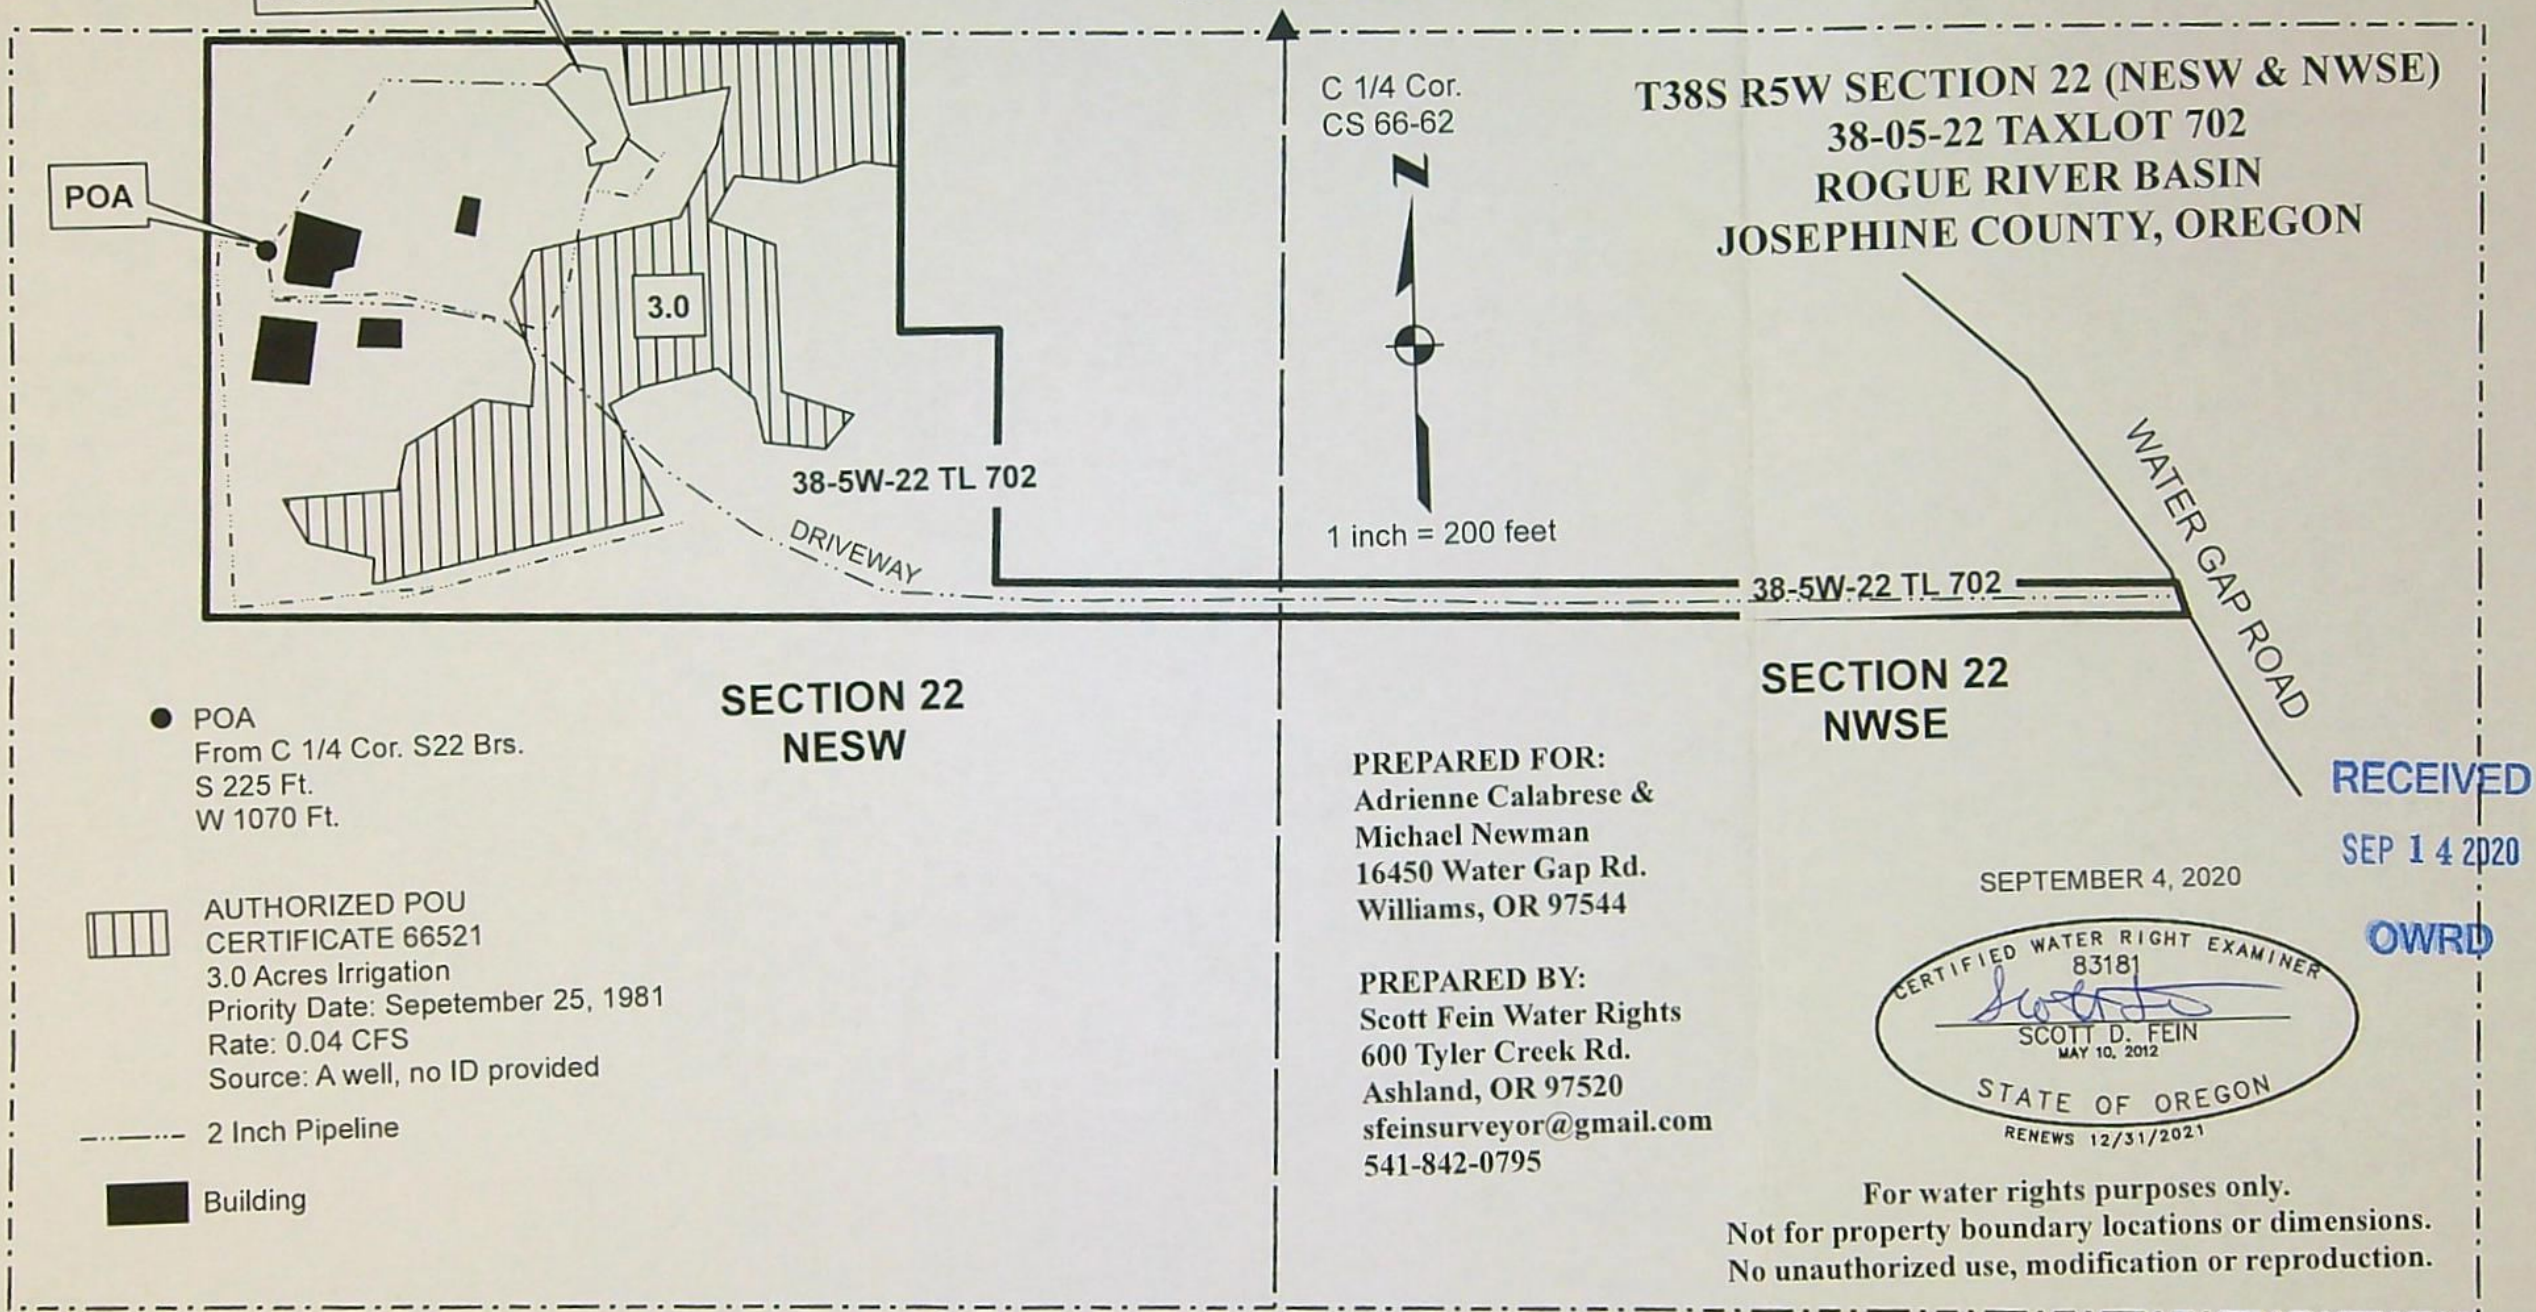 C 1/4 Cor.
CS 66-62
T38S R5W SECTION 22 (NESW & NWSE)
38-05-22 TAXLOT 702
ROGUE RIVER BASIN
JOSEPHINE COUNTY, OREGON
N
POA
3.0
38-5W-22 TL 702
DRIVEWAY
1 inch = 200 feet
38-5W-22 TL 702
WATER GAP ROAD
SECTION 22
NESW
SECTION 22
NWSE
POA
From C 1/4 Cor. S22 Brs.
S 225 Ft.
W 1070 Ft.
AUTHORIZED POU
CERTIFICATE 66521
3.0 Acres Irrigation
Priority Date: Sepetember 25, 1981
Rate: 0.04 CFS
Source: A well, no ID provided
2 Inch Pipeline
Building
PREPARED FOR:
Adrienne Calabrese &
Michael Newman
16450 Water Gap Rd.
Williams, OR 97544
PREPARED BY:
Scott Fein Water Rights
600 Tyler Creek Rd.
Ashland, OR 97520
sfeinsurveyor@gmail.com
541-842-0795
RECEIVED
SEP 14 2020
OWRD
SEPTEMBER 4, 2020
CERTIFIED WATER RIGHT EXAMINER
83181
SCOTT D. FEIN
MAY 10, 2012
STATE OF OREGON
RENEWS 12/31/2021
For water rights purposes only.
Not for property boundary locations or dimensions.
No unauthorized use, modification or reproduction.